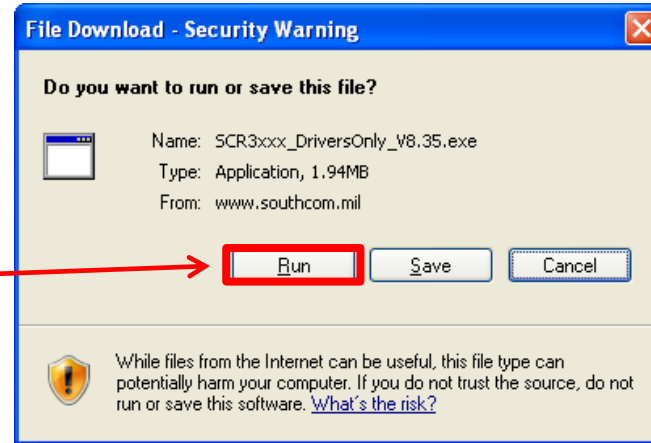 File Download - Security Warning
Do you want to run or save this file?
Name: SCR3xxx_DriversOnly_V8.35.exe
Type: Application, 1.94MB
From: www.southcom.mil
Run Save Cancel
While files from the Internet can be useful, this file type can
potentially harm your computer. If you do not trust the source, do not
run or save this software. What's the risk?